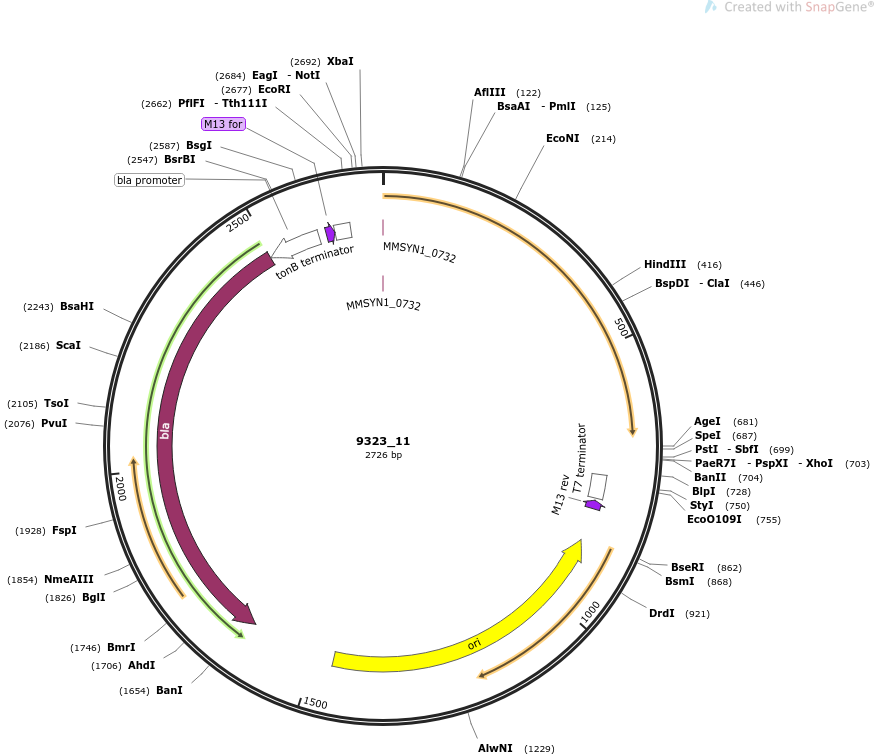 Created with SnapGene®
(2692) XbaI
(2684) EagI - NotI
(2677) EcoRI
(2662) PflFI - Tth111I
M13 for
(2587) BsgI
(2547) BsrBI
bla promoter
AflIII (122)
BsaAI - PmlI (125)
EcoNI (214)
HindIII (416)
BspDI - ClaI (446)
500
AgeI (681)
SpeI (687)
PstI - SbfI (699)
PaeR7I - PspXI - XhoI (703)
BanII (704)
BlpI (728)
StyI (750)
EcoO109I (755)
BseRI (862)
BsmI (868)
DrdI (921)
1000
AlwNI (1229)
1500
(1654) BanI
(1706) AhdI
(1746) BmrI
(1826) BglI
(1854) NmeAIII
(1928) FspI
2000
(2076) PvuI
(2105) TsoI
(2186) ScaI
(2243) BsaHI
2500
tonB terminator
MMSYN1_0732
MMSYN1_0732
bla
9323_11
2726 bp
T7 terminator
M13 rev
ori